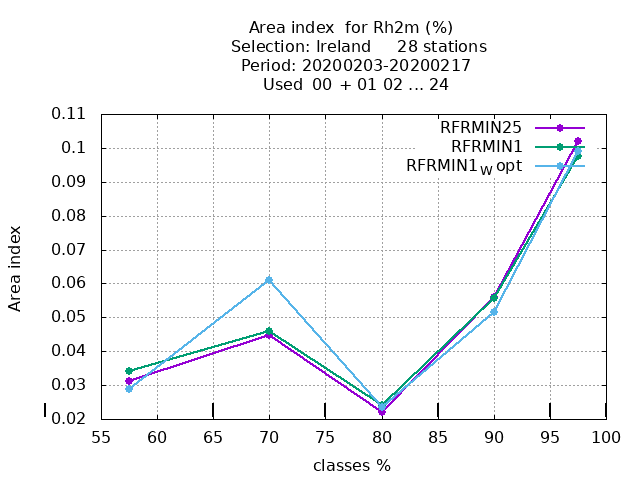 Area index  for Rh2m (%)
Selection: Ireland     28 stations
Period: 20200203-20200217
Used  00 + 01 02 ... 24
RFRMIN25
RFRMIN1
RFRMIN1W opt
0.11
0.1
0.09
0.08
0.07
0.06
0.05
0.04
0.03
0.02
Area index
55 60 65 70 75 80 85 90 95 100
classes %